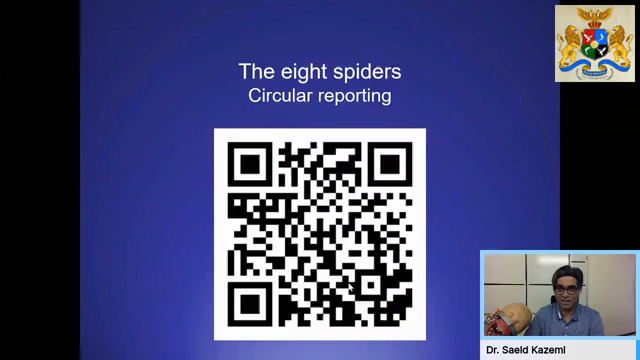 The eight spiders
Circular reporting
Dr. Saeid Kazemi